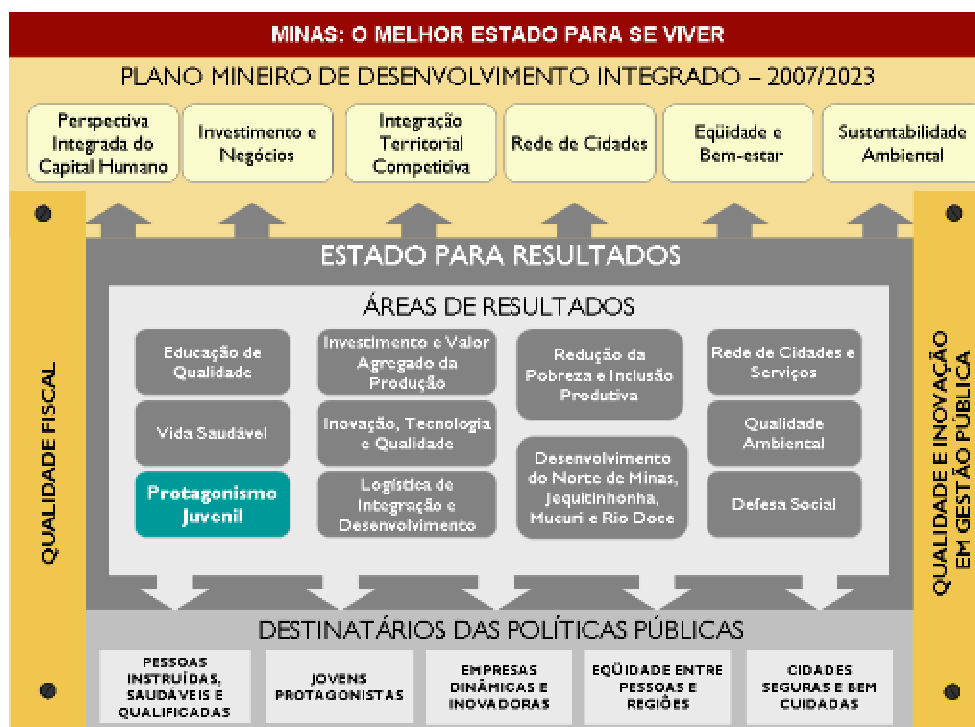 MINAS: O MELHOR ESTADO PARA SE VIVER
PLANO MINEIRO DE DESENVOLVIMENTO INTEGRADO – 2007/2023
Perspectiva
Integrada do
Capital Humano
Investimento e
Negócios
Integração
Territorial
Competitiva
Rede de Cidades
Eqüidade e
Bem-estar
Sustentabilidade
Ambiental
QUALIDADE FISCAL
ESTADO PARA RESULTADOS
ÁREAS DE RESULTADOS
Educação de
Qualidade
Vida Saudável
Protagonismo
Juvenil
Investimento e Valor
Agregado da
Produção
Inovação, Tecnologia
e Qualidade
Logística de
Integração e
Desenvolvimento
Redução da
Pobreza e Inclusão
Produtiva
Desenvolvimento
do Norte de Minas,
Jequitinhonha,
Mucuri e Rio Doce
Rede de Cidades e
Serviços
Qualidade
Ambiental
Defesa Social
QUALIDADE E INOVAÇÃO
EM GESTÃO PÚBLICA
DESTINATÁRIOS DAS POLÍTICAS PÚBLICAS
PESSOAS
INSTRUÍDAS,
SAUDÁVEIS E
QUALIFICADAS
JOVENS
PROTAGONISTAS
EMPRESAS
DINÂMICAS E
INOVADORAS
EQÜIDADE ENTRE
PESSOAS E
REGIÕES
CIDADES
SEGURAS E BEM
CUIDADAS